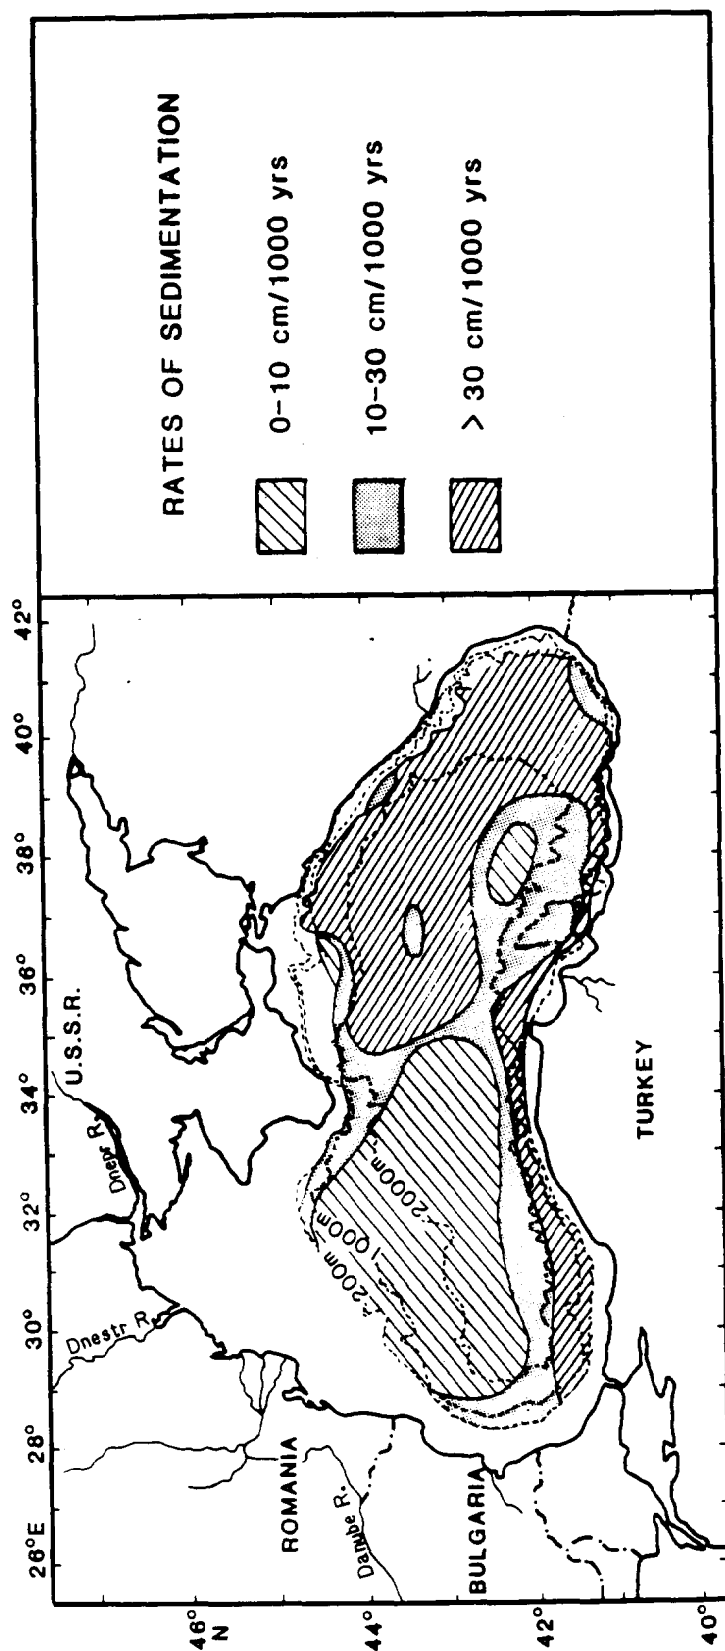 RATES OF SEDIMENTATION
0-10 cm/1000 yrs
10-30 cm/1000 yrs
> 30 cm/1000 yrs
26°E
28°
30°
32°
34°
36°
38°
40°
42°
46°
N
44°
42°
40°
U.S.S.R.
Dnepr R.
Dnestr R.
ROMANIA
Danube R.
BULGARIA
TURKEY
200m
1000m
2000m